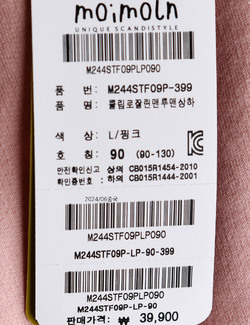 moimoln
UNIQUE SCANDISTYLE
M244STF09PLP090
품 번: M244STF09P-399
품 명: 롤립로잘린맨투맨상하
색 상: L/핑크
호 칭: 90 (90-130)
안전확인신고 상의 CB015R1454-2010
확인증번호 : 하의 CB015R1444-2001
2024/06중국
M244STF09PLP090
M244STF09P-LP-90-399
M244STF09PLP090
M244STF09P-LP-90
판매가격: ₩ 39,900